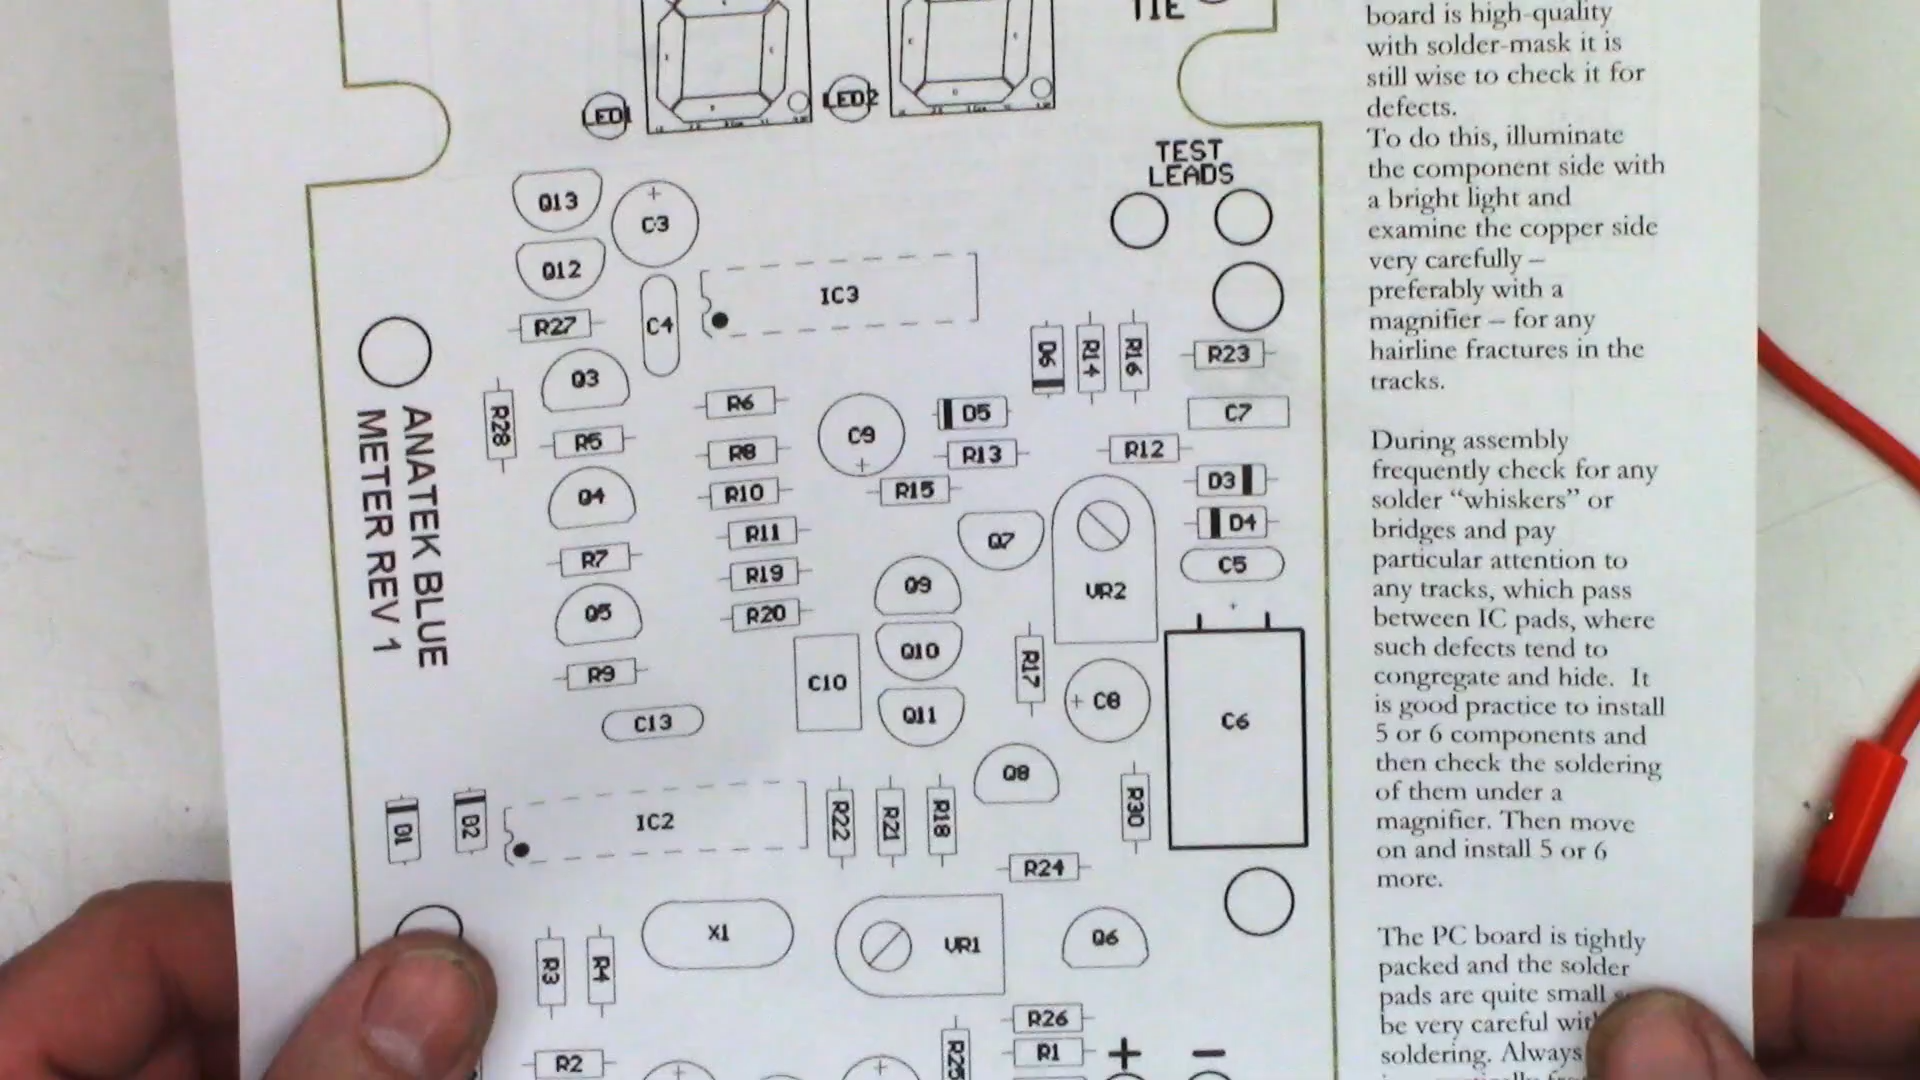 TIE
LED1
LED2
TEST
LEADS
Q13
C3
Q12
IC3
R27
C4
Q3
D6
R14
R16
R23
R28
R6
C9
D5
C7
R5
R8
R13
R12
Q4
R10
R15
D3
R11
Q7
D4
R7
R19
Q9
VR2
C5
Q5
R20
Q10
R17
R9
C10
Q11
C8
C6
C13
ANATEK BLUE
METER REV 1
Q8
D1
D2
IC2
R22
R21
R18
R30
R24
X1
VR1
Q6
R3
R4
R26
R2
R25
R1
+ −
board is high-quality
with solder-mask it is
still wise to check it for
defects.
To do this, illuminate
the component side with
a bright light and
examine the copper side
very carefully –
preferably with a
magnifier – for any
hairline fractures in the
tracks.
During assembly
frequently check for any
solder “whiskers” or
bridges and pay
particular attention to
any tracks, which pass
between IC pads, where
such defects tend to
congregate and hide. It
is good practice to install
5 or 6 components and
then check the soldering
of them under a
magnifier. Then move
on and install 5 or 6
more.
The PC board is tightly
packed and the solder
pads are quite small
be very careful
soldering. Always